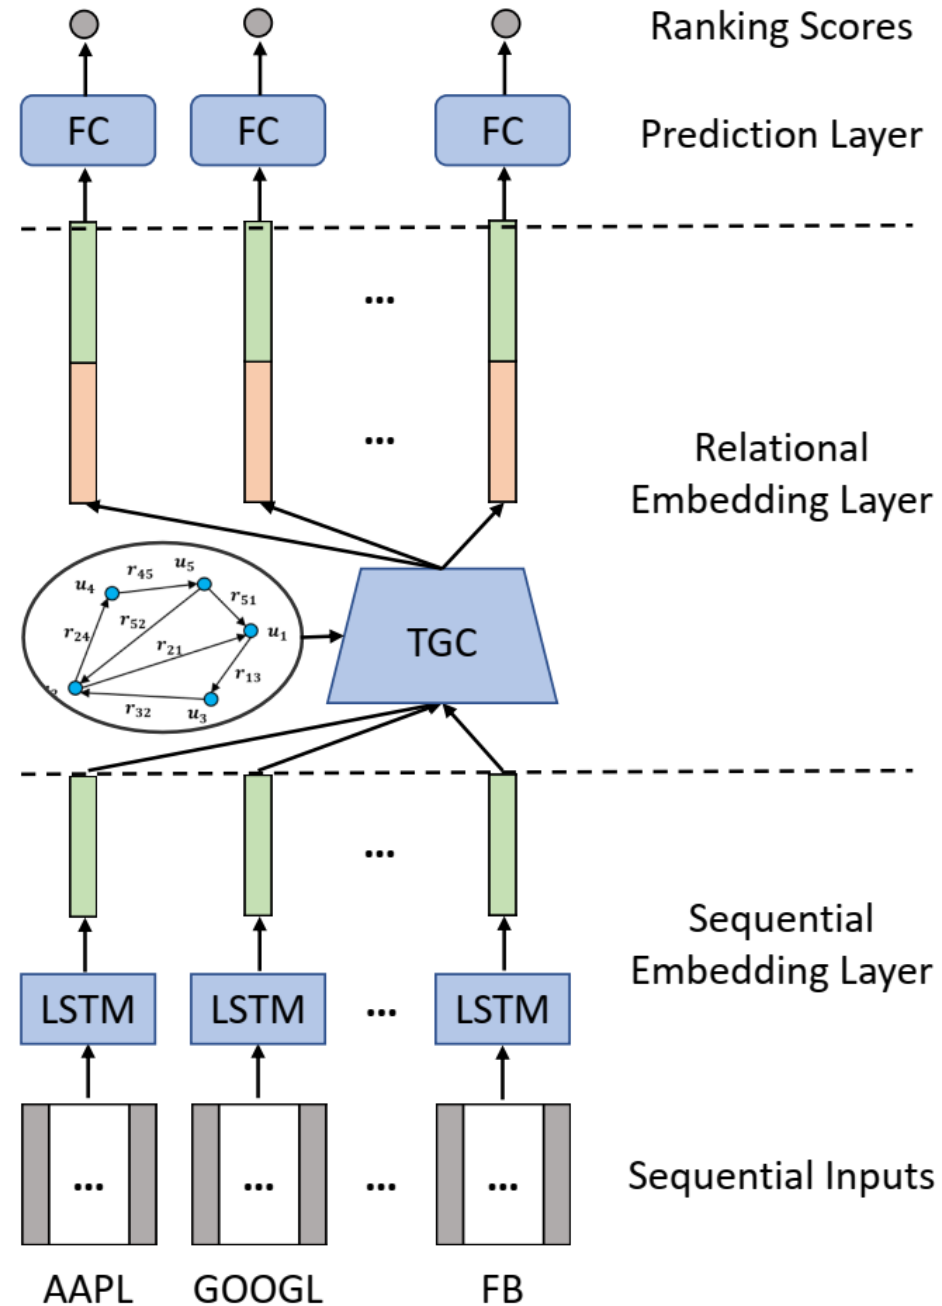 Ranking Scores
FC
FC
FC
Prediction Layer
...
...
Relational
Embedding Layer
u₄
r₄₅
u₅
r₅₁
r₂₄
r₅₂
r₂₁
u₁
r₁₃
r₃₂
u₃
TGC
...
Sequential
Embedding Layer
LSTM
LSTM
...
LSTM
...
...
...
...
Sequential Inputs
AAPL
GOOGL
FB